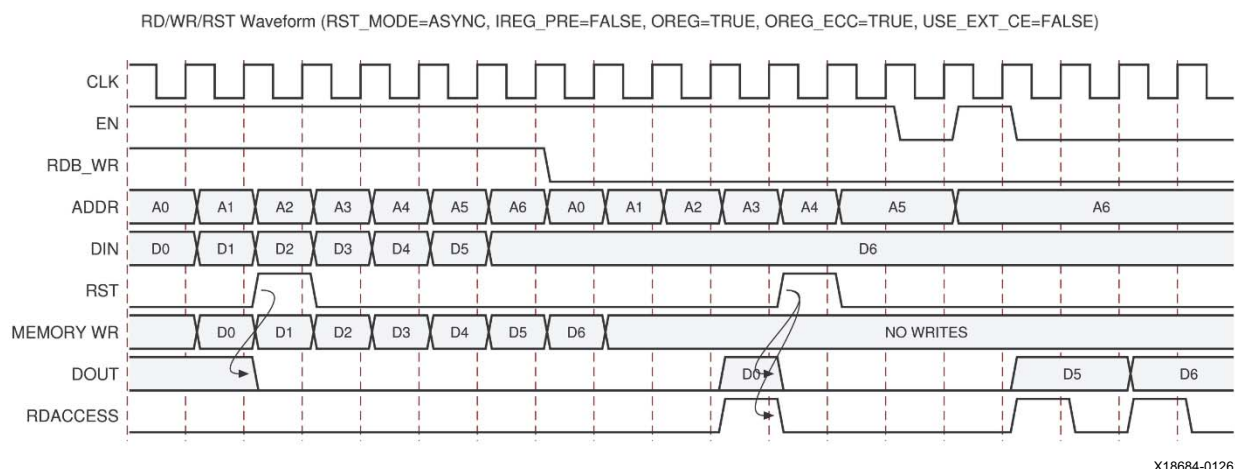 RD/WR/RST Waveform (RST_MODE=ASYNC, IREG_PRE=FALSE, OREG=TRUE, OREG_ECC=TRUE, USE_EXT_CE=FALSE)
CLK
EN
RDB_WR
ADDR A0 A1 A2 A3 A4 A5 A6 A0 A1 A2 A3 A4 A5 A6
DIN D0 D1 D2 D3 D4 D5 D6
RST
MEMORY WR D0 D1 D2 D3 D4 D5 D6 NO WRITES
DOUT D0 D5 D6
RDACCESS
X18684-0126